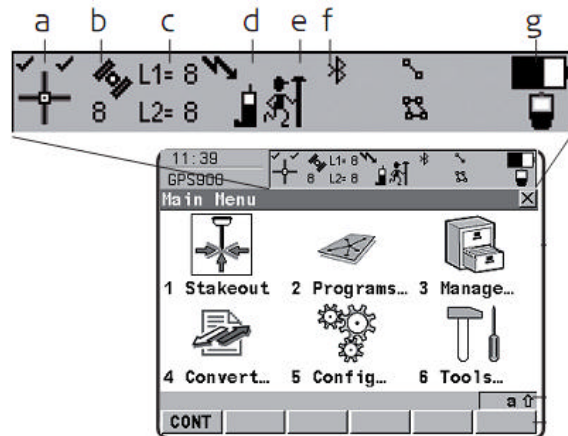 a b c d e f g
L1= 8
8 L2= 8
11:39
GPS900
L1= 8
8 L2= 8
Main Menu
1 Stakeout 2 Programs… 3 Manage…
4 Convert… 5 Config… 6 Tools…
a
CONT